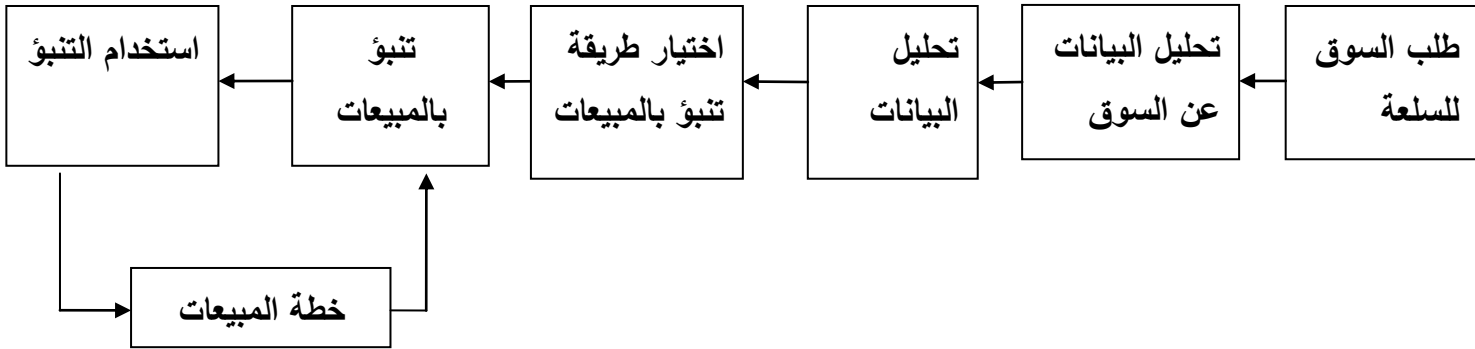 طلب السوق
للسلعة
تحليل البيانات
عن السوق
تحليل
البيانات
اختيار طريقة
تنبؤ بالمبيعات
تنبؤ
بالمبيعات
استخدام التنبؤ
خطة المبيعات